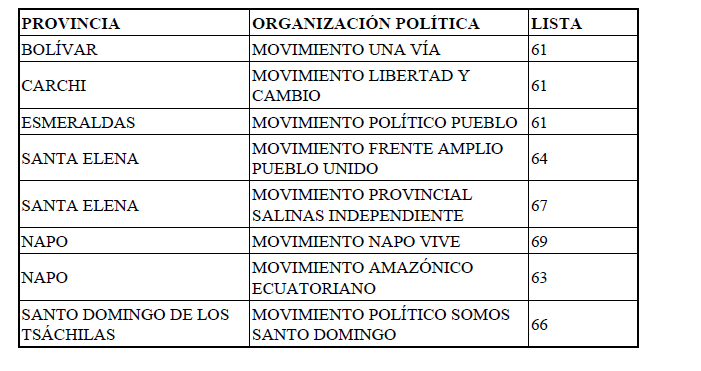 PROVINCIA ORGANIZACIÓN POLÍTICA LISTA
BOLÍVAR MOVIMIENTO UNA VÍA 61
CARCHI MOVIMIENTO LIBERTAD Y
CAMBIO 61
ESMERALDAS MOVIMIENTO POLÍTICO PUEBLO 61
SANTA ELENA MOVIMIENTO FRENTE AMPLIO
PUEBLO UNIDO 64
SANTA ELENA MOVIMIENTO PROVINCIAL
SALINAS INDEPENDIENTE 67
NAPO MOVIMIENTO NAPO VIVE 69
NAPO MOVIMIENTO AMAZÓNICO
ECUATORIANO 63
SANTO DOMINGO DE LOS MOVIMIENTO POLÍTICO SOMOS
TSÁCHILAS SANTO DOMINGO 66